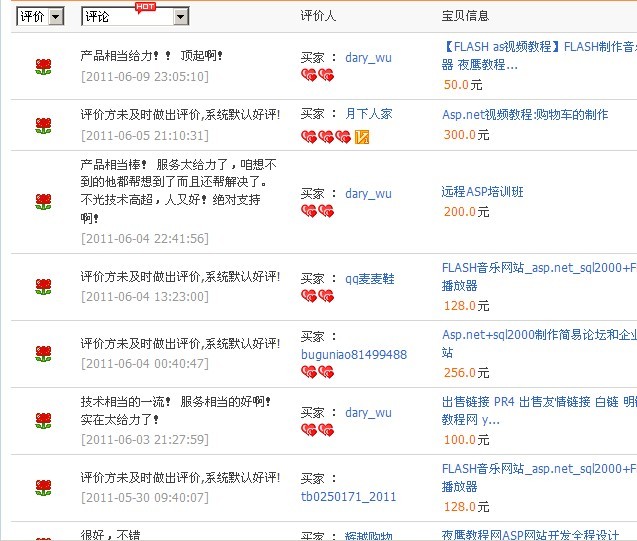 评价 评论 HOT 评价人 宝贝信息
产品相当给力！！ 顶起啊！
[2011-06-09 23:05:10]
买家 ： dary_wu
【FLASH as视频教程】FLASH制作音
器 夜鹰教程...
50.0元
评价方未及时做出评价,系统默认好评!
[2011-06-05 21:10:31]
买家 ： 月下人家
Asp.net视频教程:购物车的制作
300.0元
产品相当棒！ 服务太给力了，咱想不
到的他都帮想到了而且还帮解决了。
不光技术高超，人又好！绝对支持
啊！
[2011-06-04 22:41:56]
买家 ： dary_wu
远程ASP培训班
200.0元
评价方未及时做出评价,系统默认好评!
[2011-06-04 13:23:00]
买家 ： qq麦麦鞋
FLASH音乐网站_asp.net_sql2000+F
播放器
128.0元
评价方未及时做出评价,系统默认好评!
[2011-06-04 00:40:47]
买家 ：
buguniao81499488
Asp.net+sql2000制作简易论坛和企业
站
256.0元
技术相当的一流！ 服务相当的好啊！
实在太给力了！
[2011-06-03 21:27:59]
买家 ： dary_wu
出售链接 PR4 出售友情链接 白链 明链
教程网 y...
100.0元
评价方未及时做出评价,系统默认好评!
[2011-05-30 09:40:07]
买家 ：
tb0250171_2011
FLASH音乐网站_asp.net_sql2000+F
播放器
128.0元
很好，不错
买家 ： 辉越购物
夜鹰教程网ASP网站开发全程设计